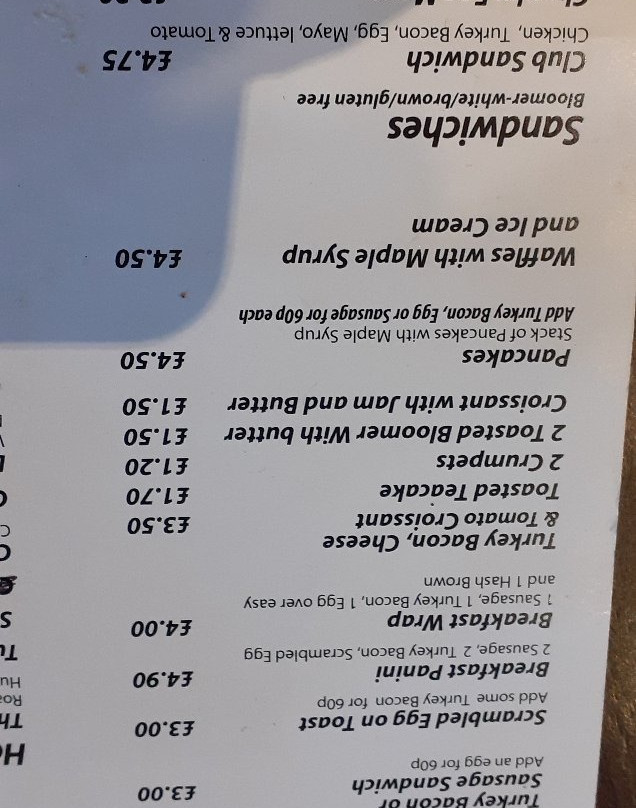 Turkey Bacon or
Sausage Sandwich £3.00
Add an egg for 60p
Scrambled Egg on Toast £3.00
Add some Turkey Bacon for 60p
Breakfast Panini £4.90
2 Sausage, 2 Turkey Bacon, Scrambled Egg
Breakfast Wrap £4.00
1 Sausage, 1 Turkey Bacon, 1 Egg over easy
and 1 Hash Brown
Turkey Bacon, Cheese
& Tomato Croissant £3.50
Toasted Teacake £1.70
2 Crumpets £1.20
2 Toasted Bloomer With butter £1.50
Croissant with Jam and Butter £1.50
Pancakes £4.50
Stack of Pancakes with Maple Syrup
Add Turkey Bacon, Egg or Sausage for 60p each
Waffles with Maple Syrup £4.50
and Ice Cream
Sandwiches
Bloomer-white/brown/gluten free
Club Sandwich £4.75
Chicken, Turkey Bacon, Egg, Mayo, lettuce & Tomato